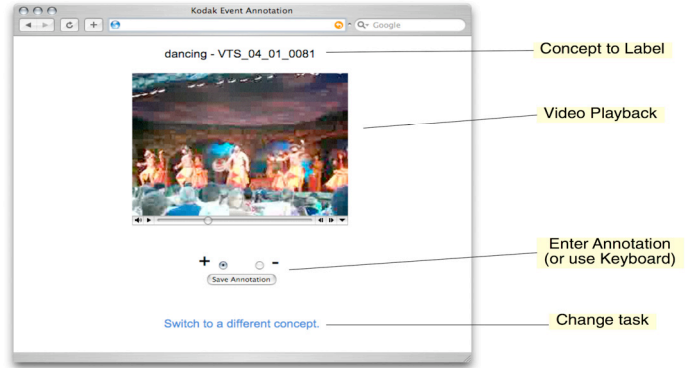 Kodak Event Annotation
Google
dancing - VTS_04_01_0081
Concept to Label
Video Playback
+ -
Enter Annotation
(or use Keyboard)
Save Annotation
Switch to a different concept.
Change task